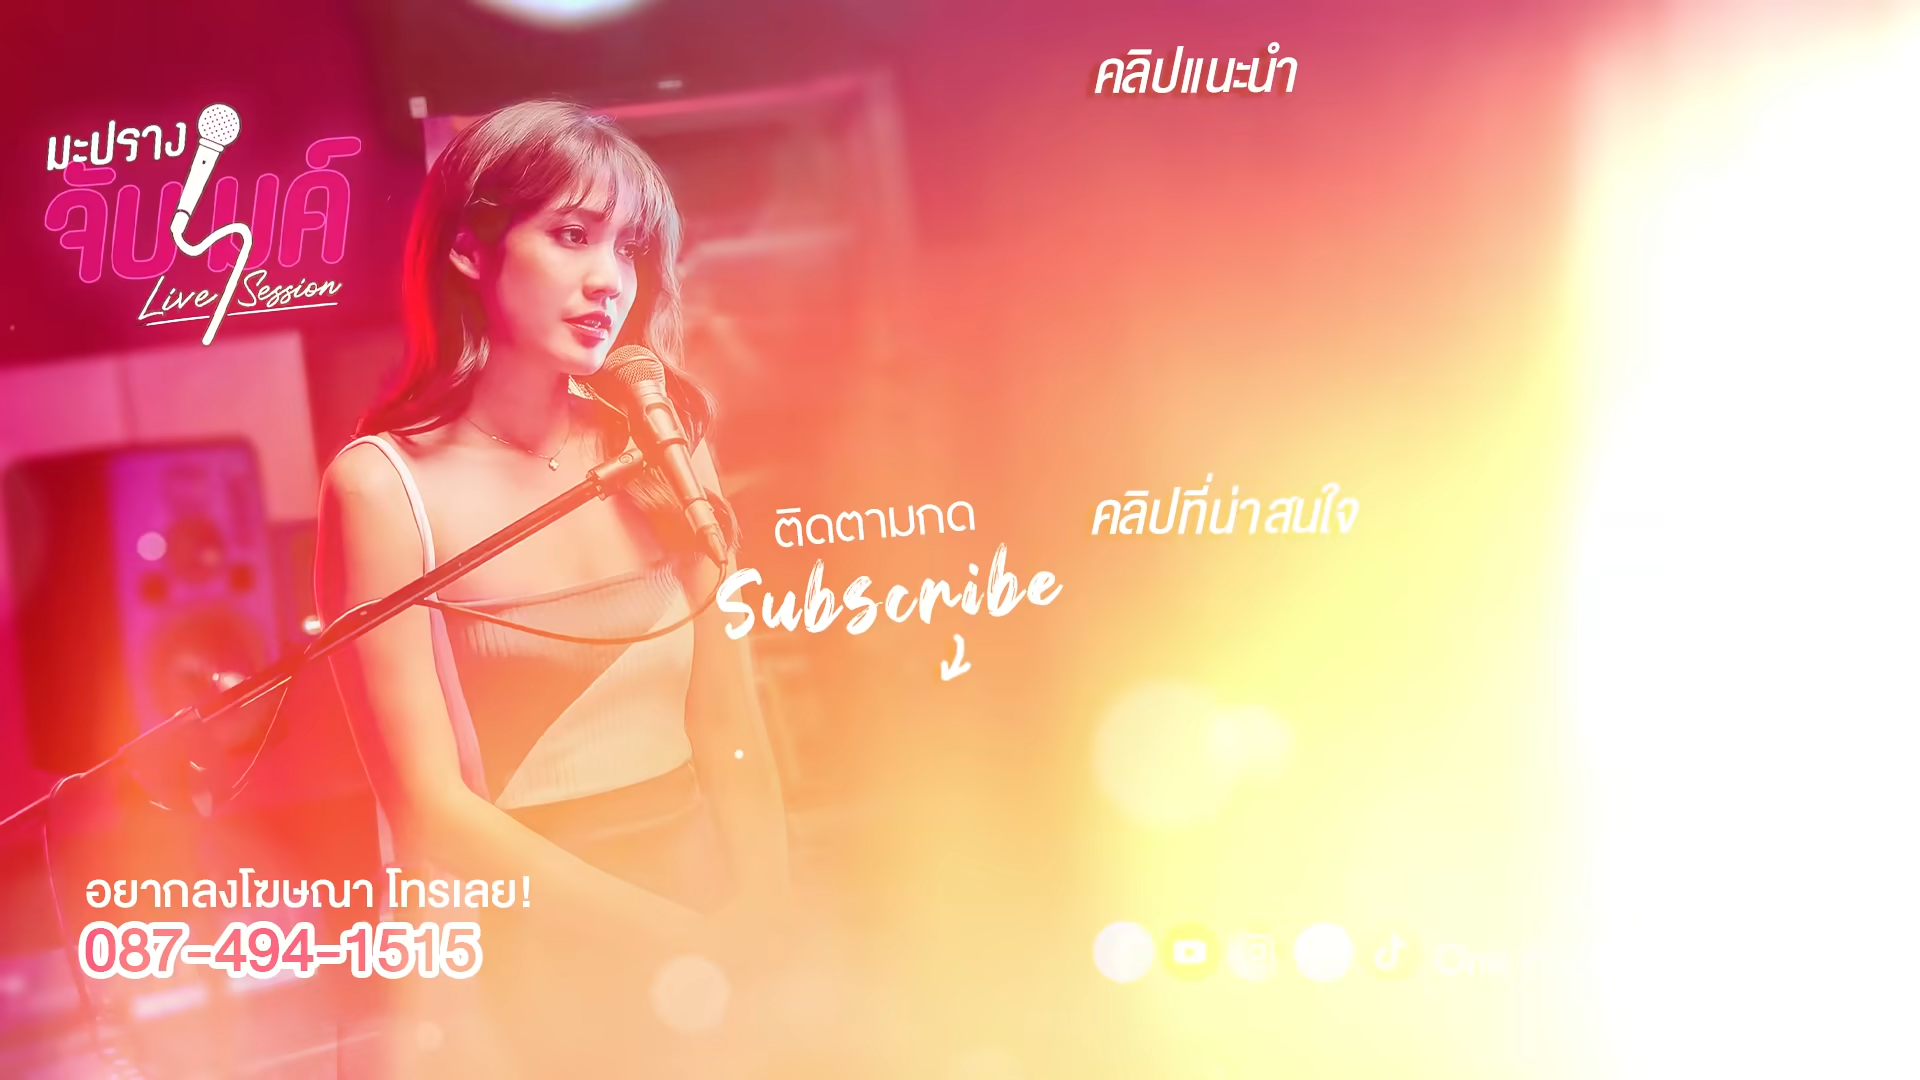 มะปราง
จับไมค์
Live Session
คลิปแนะนำ
ติดตามกด
Subscribe
คลิปที่น่าสนใจ
อยากลงโฆษณา โทรเลย!
087-494-1515
One